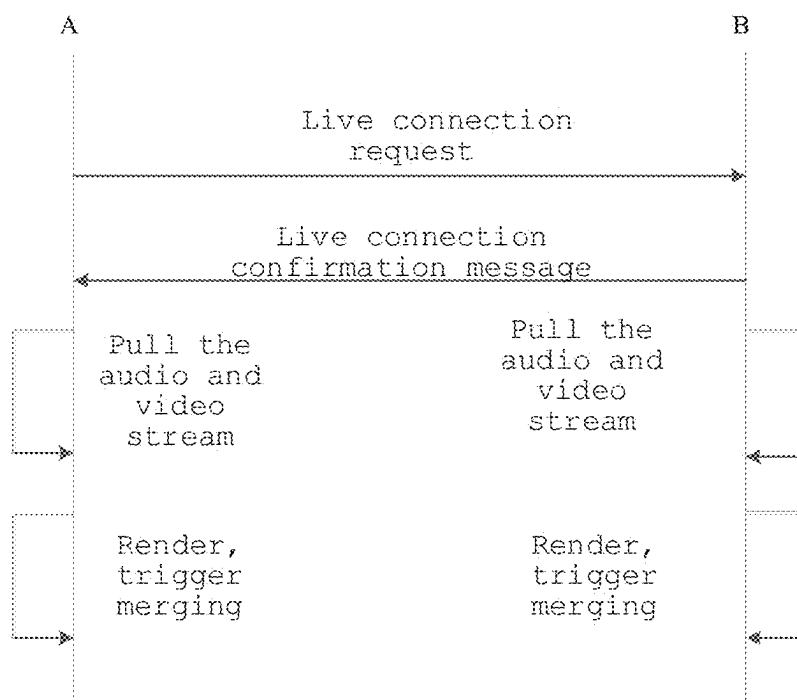 A
B
Live connection
request
Live connection
confirmation message
Pull the
audio and
video
stream
Pull the
audio and
video
stream
Render,
trigger
merging
Render,
trigger
merging